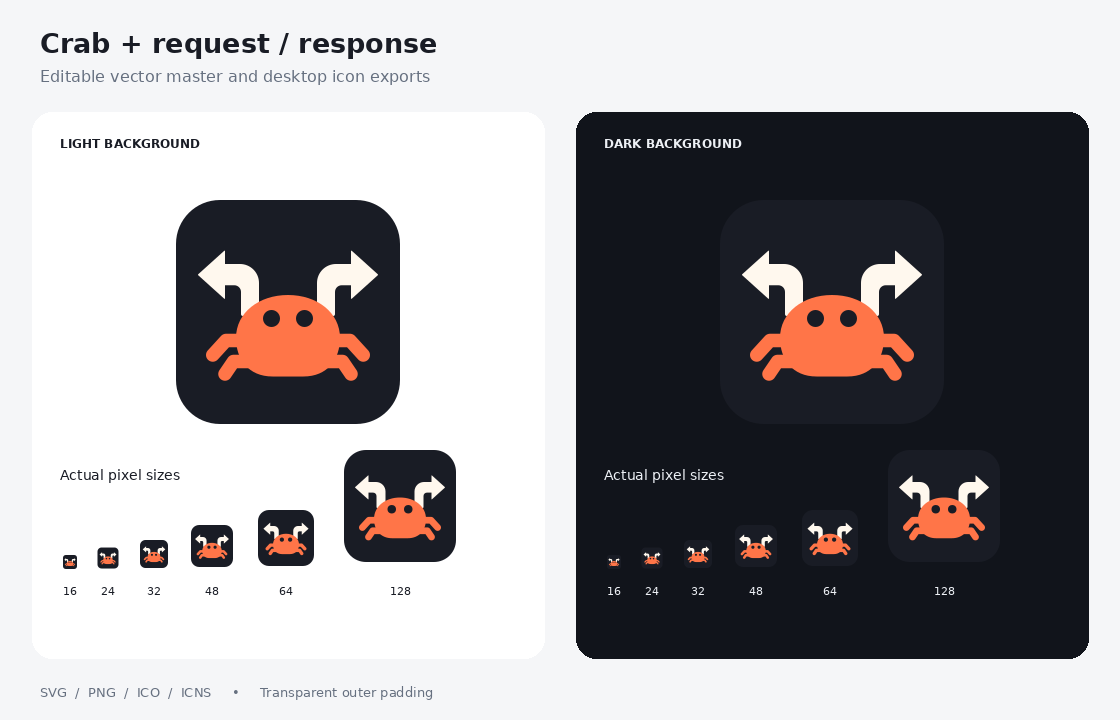 Crab + request / response
Editable vector master and desktop icon exports
LIGHT BACKGROUND
Actual pixel sizes
16 24 32 48 64 128
DARK BACKGROUND
Actual pixel sizes
16 24 32 48 64 128
SVG / PNG / ICO / ICNS • Transparent outer padding